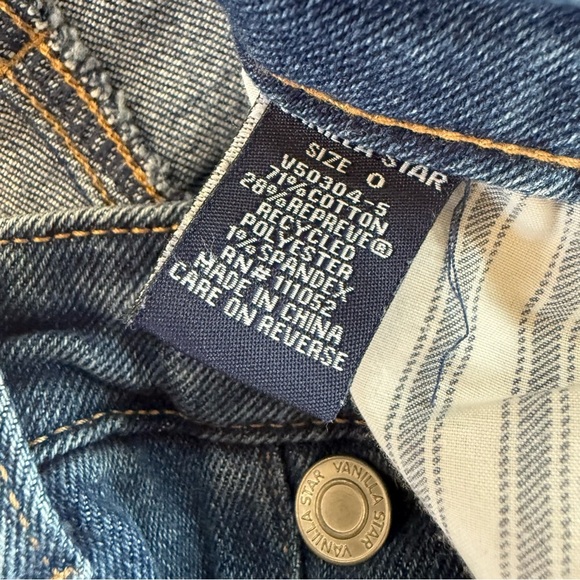 STAR
SIZE 0
V50304-5
71% COTTON
28% REPREVE®
RECYCLED
POLYESTER
1% SPANDEX
RN# 111052
MADE IN CHINA
CARE ON REVERSE
VANILLA STAR VANILLA STAR